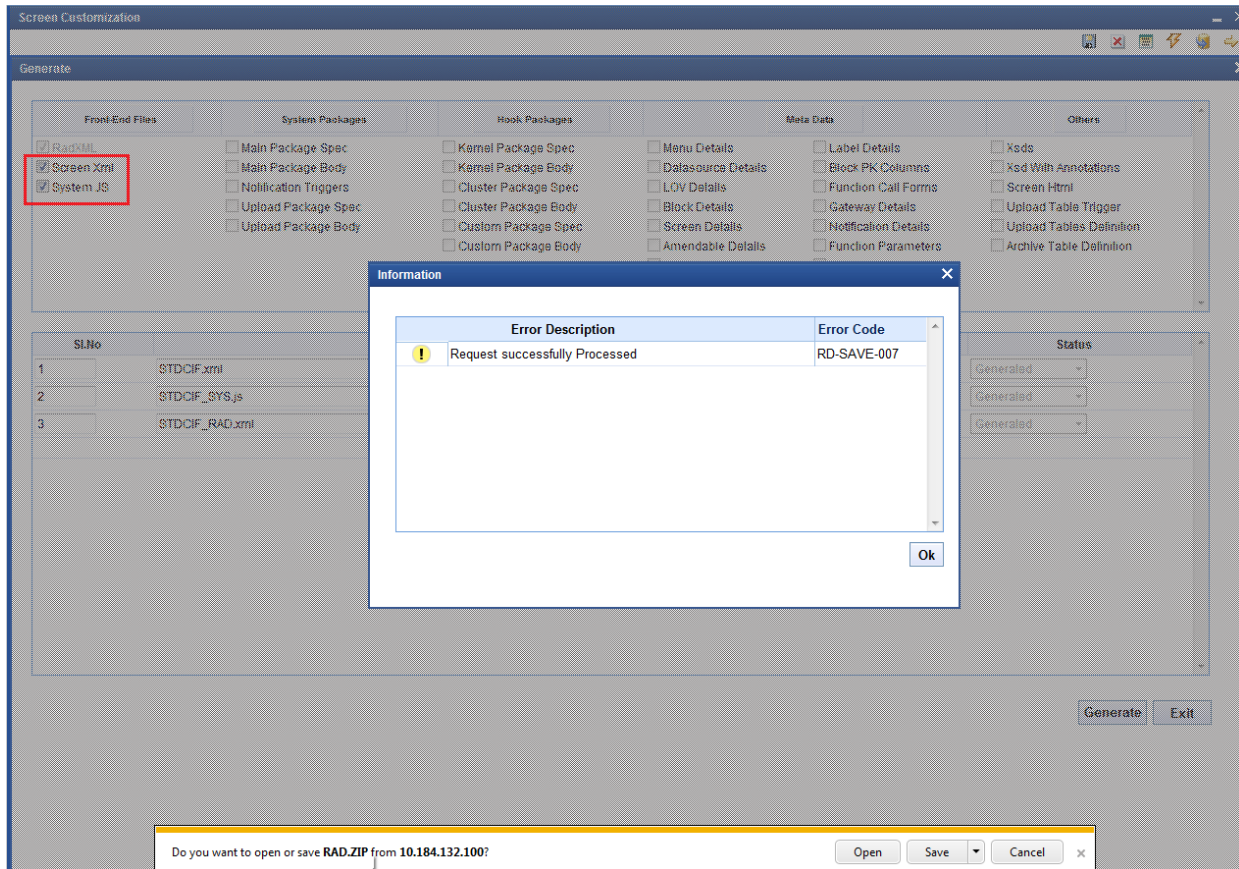 Screen Customization
Generate
Front-End Files System Packages Hook Packages Meta Data Others
RadXML Main Package Spec Kernel Package Spec Menu Details Label Details Xsds
Screen Xml Main Package Body Kernel Package Body Datasource Details Block PK Columns Xsd With Annotations
System JS Notification Triggers Cluster Package Spec LOV Details Function Call Forms Screen Html
Upload Package Spec Cluster Package Body Block Details Gateway Details Upload Table Trigger
Upload Package Body Custom Package Spec Screen Details Notification Details Upload Tables Definition
Custom Package Body Amendable Details Function Parameters Archive Table Definition
Information
Error Description Error Code
Request successfully Processed RD-SAVE-007
Ok
Sl.No Status
1 STDCIF.xml Generated
2 STDCIF_SYS.js Generated
3 STDCIF_RAD.xml Generated
Generate Exit
Do you want to open or save RAD.ZIP from 10.184.132.100?
Open Save Cancel